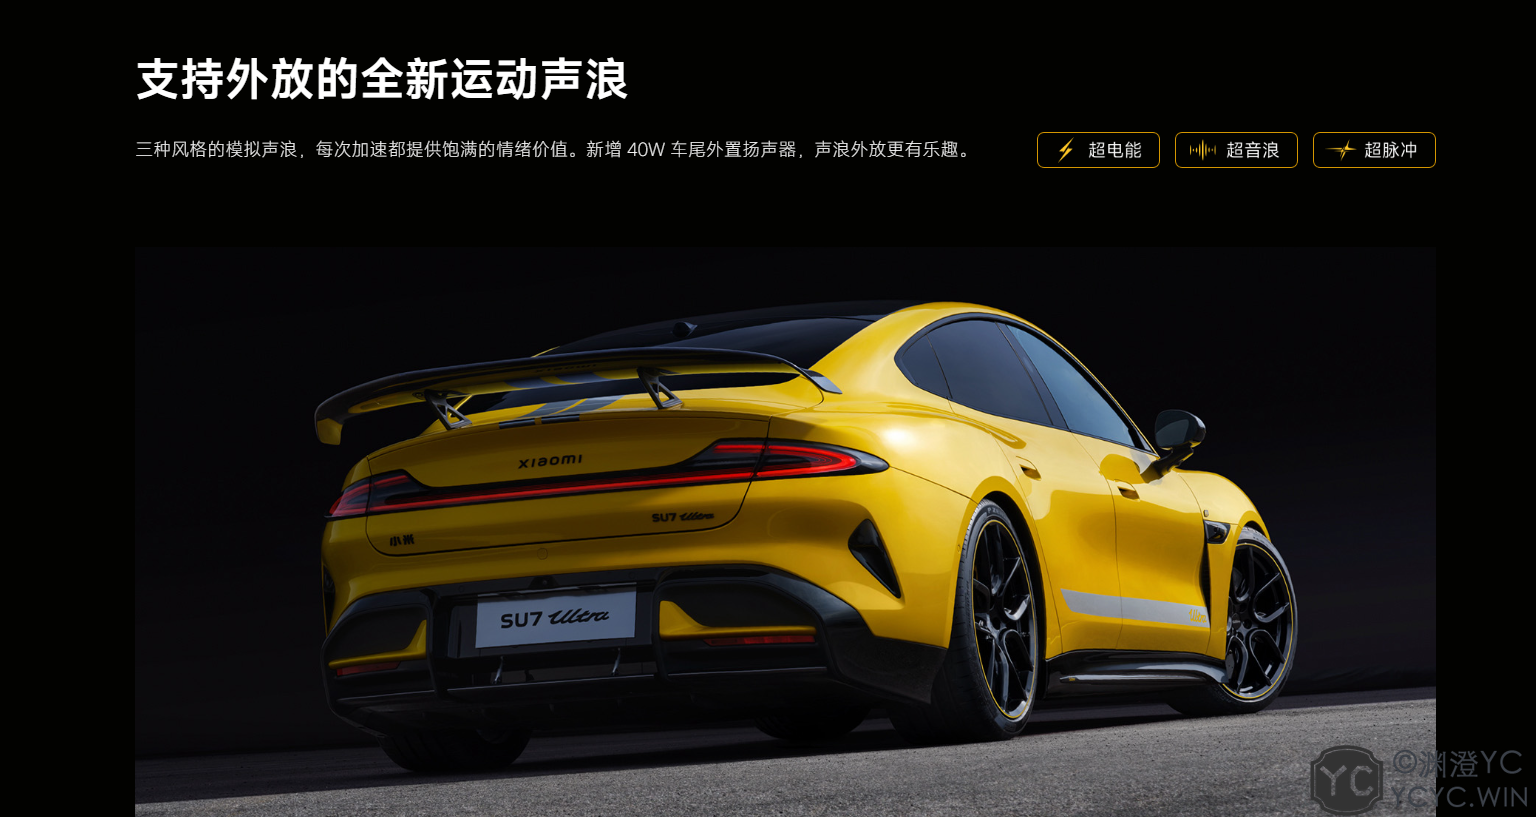 支持外放的全新运动声浪
三种风格的模拟声浪，每次加速都提供饱满的情绪价值。新增 40W 车尾外置扬声器，声浪外放更有乐趣。
超电能
超音浪
超脉冲
xiaomi
SU7 Ultra
小米
SU7 Ultra
Ultra
YC
©渊澄YC
YCYC.WIN